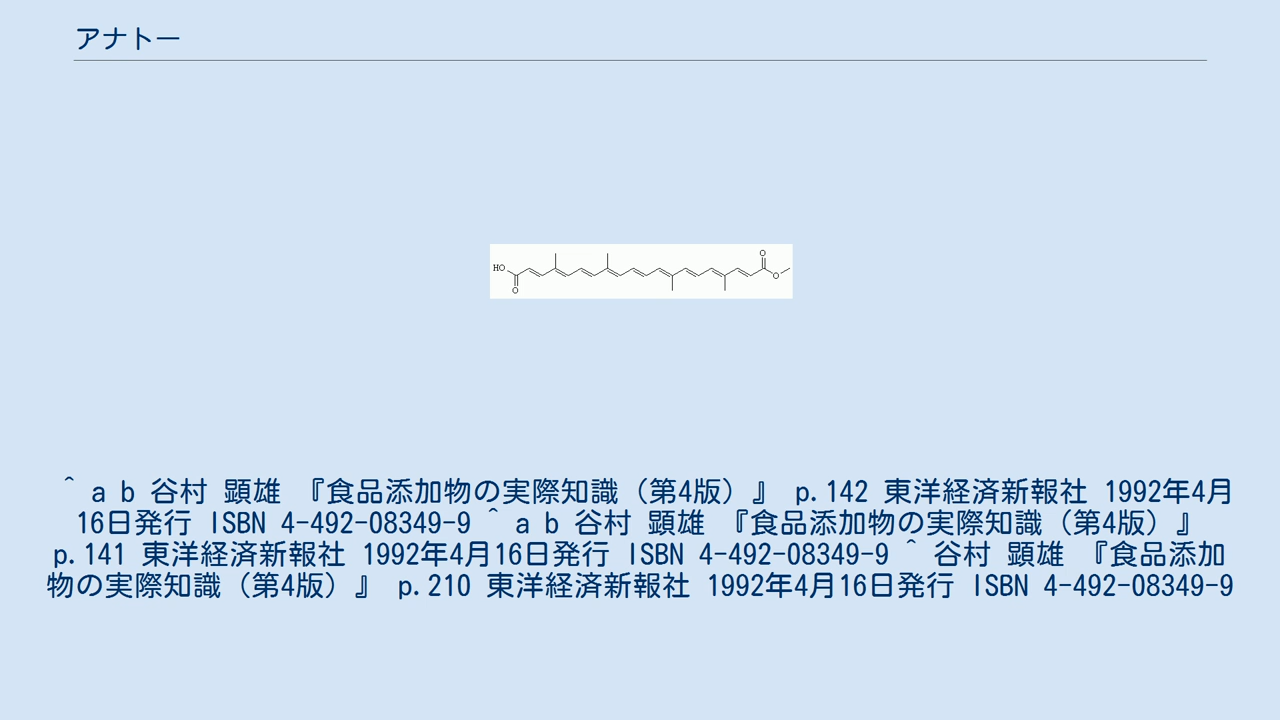 アナトー
O
HO
O
O
^ a b 谷村 顕雄 『食品添加物の実際知識（第4版）』 p.142 東洋経済新報社 1992年4月
16日発行 ISBN 4-492-08349-9 ^ a b 谷村 顕雄 『食品添加物の実際知識（第4版）』
p.141 東洋経済新報社 1992年4月16日発行 ISBN 4-492-08349-9 ^ 谷村 顕雄 『食品添加
物の実際知識（第4版）』 p.210 東洋経済新報社 1992年4月16日発行 ISBN 4-492-08349-9